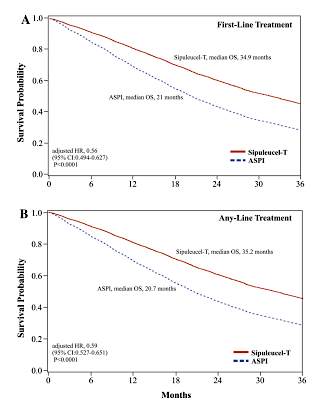 A
First-Line Treatment
Survival Probability
1.0
0.8
0.6
0.4
0.2
0.0
Sipuleucel-T, median OS, 34.9 months
ASPI, median OS, 21 months
adjusted HR, 0.56
(95% CI:0.494-0.627)
P<0.0001
Sipuleucel-T
ASPI
0 6 12 18 24 30 36
B
Any-Line Treatment
Survival Probability
1.0
0.8
0.6
0.4
0.2
0.0
Sipuleucel-T, median OS, 35.2 months
ASPI, median OS, 20.7 months
adjusted HR, 0.59
(95% CI:0.527-0.651)
P<0.0001
Sipuleucel-T
ASPI
0 6 12 18 24 30 36
Months